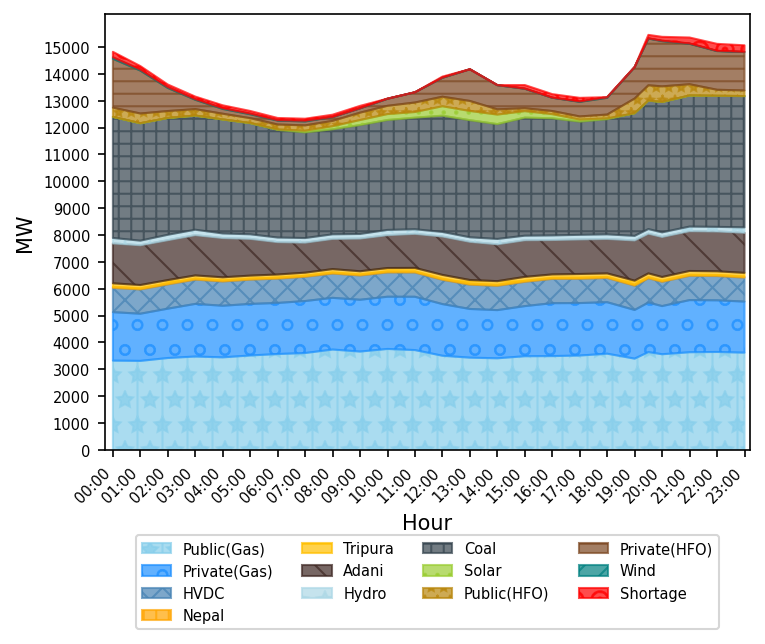 MW
15000
14000
13000
12000
11000
10000
9000
8000
7000
6000
5000
4000
3000
2000
1000
0
00:00 01:00 02:00 03:00 04:00 05:00 06:00 07:00 08:00 09:00 10:00 11:00 12:00 13:00 14:00 15:00 16:00 17:00 18:00 19:00 20:00 21:00 22:00 23:00
Hour
Public(Gas) Tripura Coal Private(HFO)
Private(Gas) Adani Solar Wind
HVDC Hydro Public(HFO) Shortage
Nepal